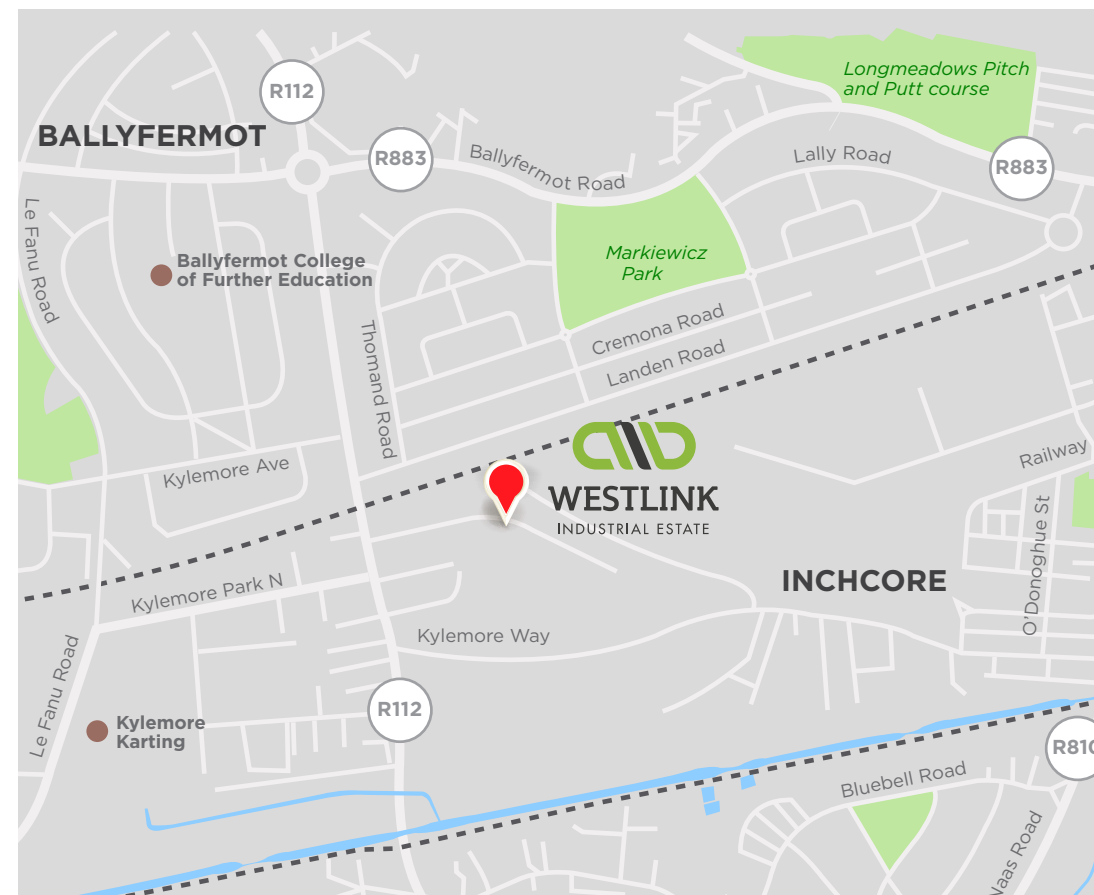 Longmeadows Pitch
and Putt course
R112
BALLYFERMOT
R883
Ballyfermot Road
Lally Road
R883
Le Fanu Road
Ballyfermot College
of Further Education
Markiewicz
Park
Thomand Road
Cremona Road
Landen Road
Kylemore Ave
Railway
WESTLINK
INDUSTRIAL ESTATE
O'Donoghue St
INCHCORE
Kylemore Park N
Kylemore Way
Le Fanu Road
R112
Kylemore
Karting
R810
Bluebell Road
Naas Road